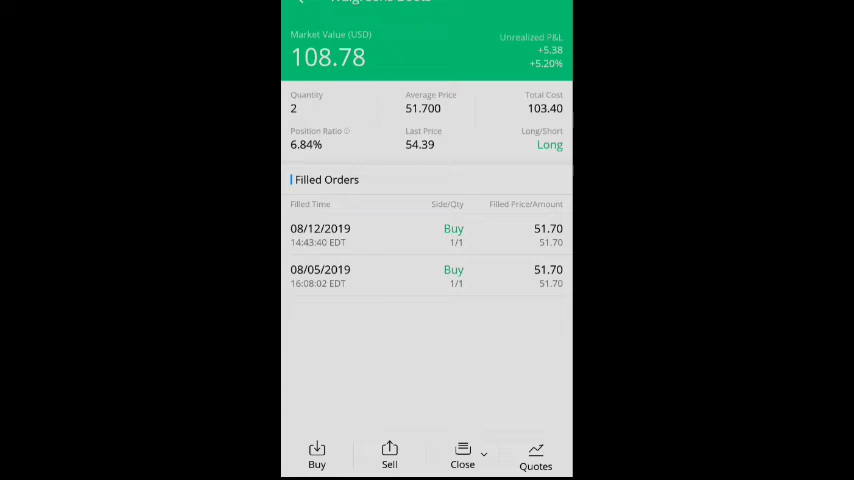 Market Value (USD)
108.78
Unrealized P&L
+5.38
+5.20%
Quantity
2
Average Price
51.700
Total Cost
103.40
Position Ratio
6.84%
Last Price
54.39
Long/Short
Long
Filled Orders
Filled Time Side/Qty Filled Price/Amount
08/12/2019 Buy 51.70
14:43:40 EDT 1/1 51.70
08/05/2019 Buy 51.70
16:08:02 EDT 1/1 51.70
Buy Sell Close Quotes